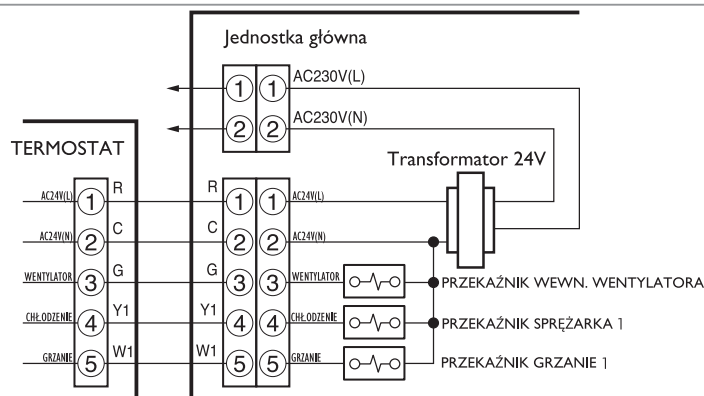 Jednostka główna
1 1 AC230V(L)
2 2 AC230V(N)
TERMOSTAT
Transformator 24V
AC24V(L) 1 R R 1 1 AC24V(L)
AC24V(N) 2 C C 2 2 AC24V(N)
WENTYLATOR 3 G G 3 3 WENTYLATOR PRZEKAŹNIK WEWN. WENTYLATORA
CHŁODZENIE 4 Y1 Y1 4 4 CHŁODZENIE PRZEKAŹNIK SPRĘŻARKA 1
GRZANIE 5 W1 W1 5 5 GRZANIE PRZEKAŹNIK GRZANIE 1